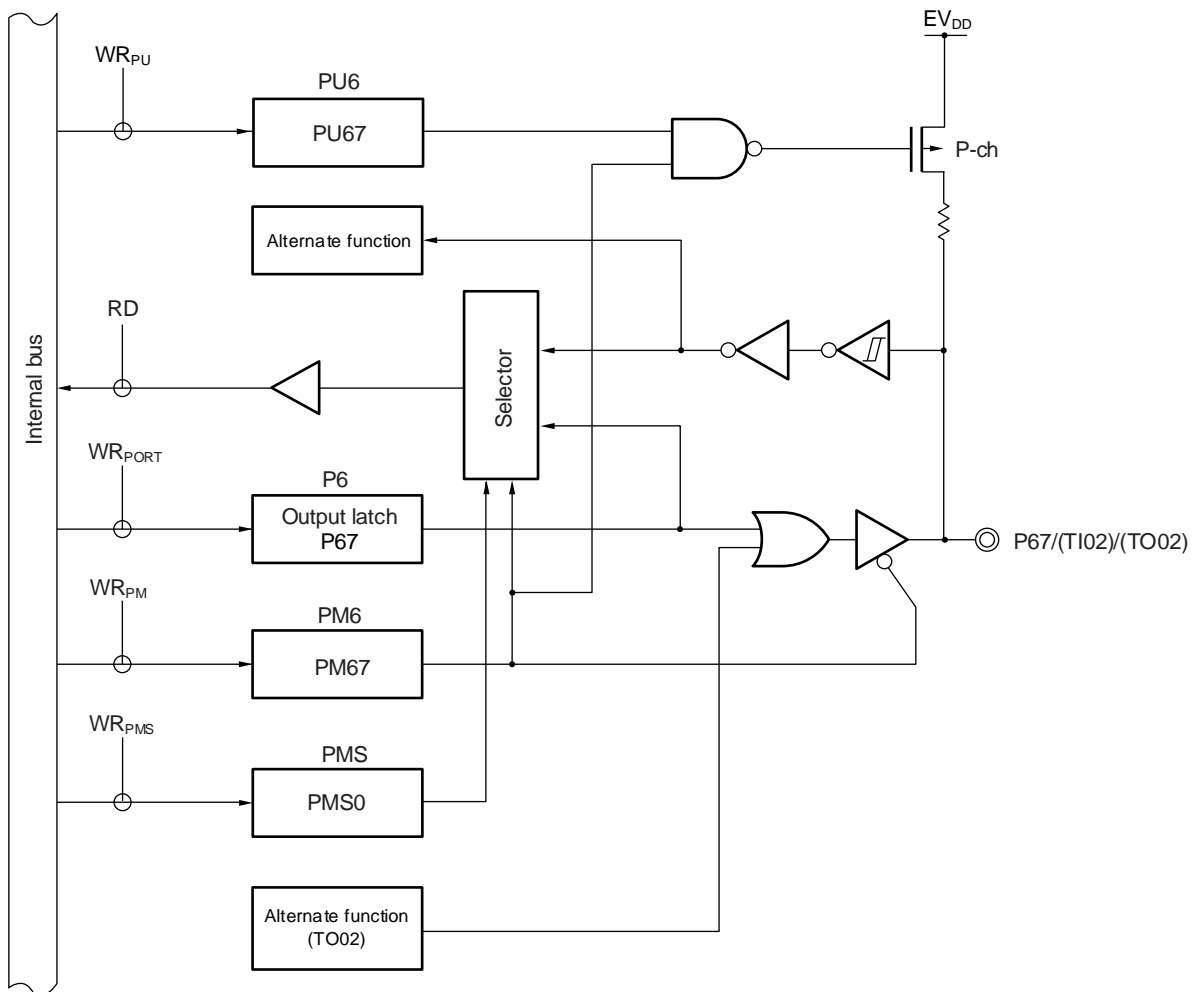 EVDD
WRPU
PU6
PU67
P-ch
Alternate function
RD
Internal bus
Selector
WRPORT
P6
Output latch
P67
P67/(TI02)/(TO02)
WRPM
PM6
PM67
WRPMS
PMS
PMS0
Alternate function
(TO02)